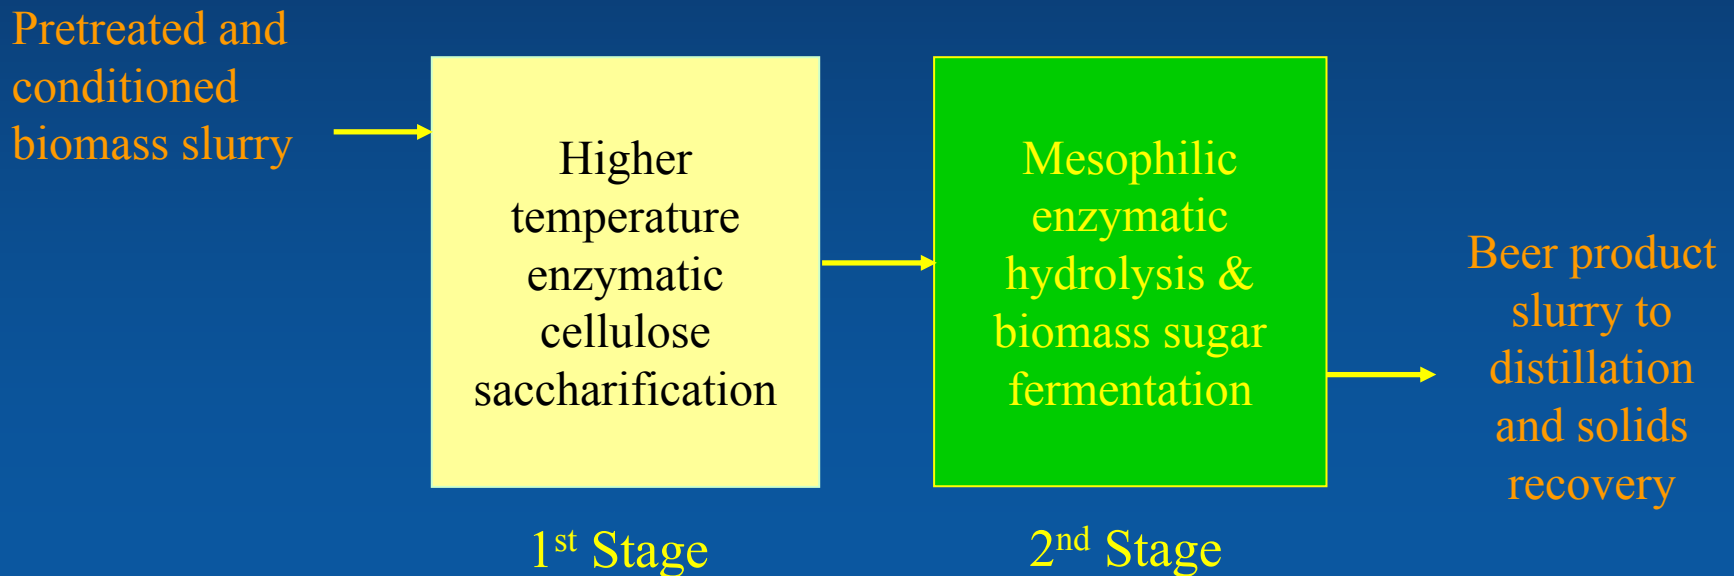 Pretreated and
conditioned
biomass slurry
Higher
temperature
enzymatic
cellulose
saccharification
1st Stage
Mesophilic
enzymatic
hydrolysis &
biomass sugar
fermentation
2nd Stage
Beer product
slurry to
distillation
and solids
recovery